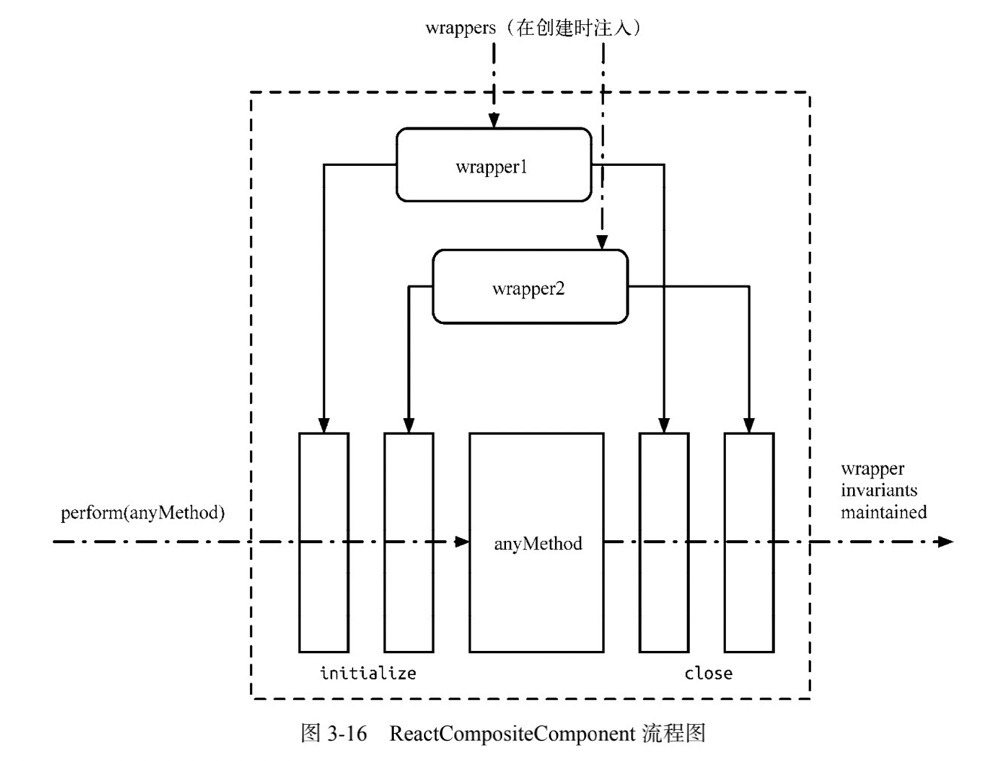 wrappers（在创建时注入）
wrapper1
wrapper2
perform(anyMethod)
anyMethod
wrapper
invariants
maintained
initialize
close
图 3-16 ReactCompositeComponent 流程图